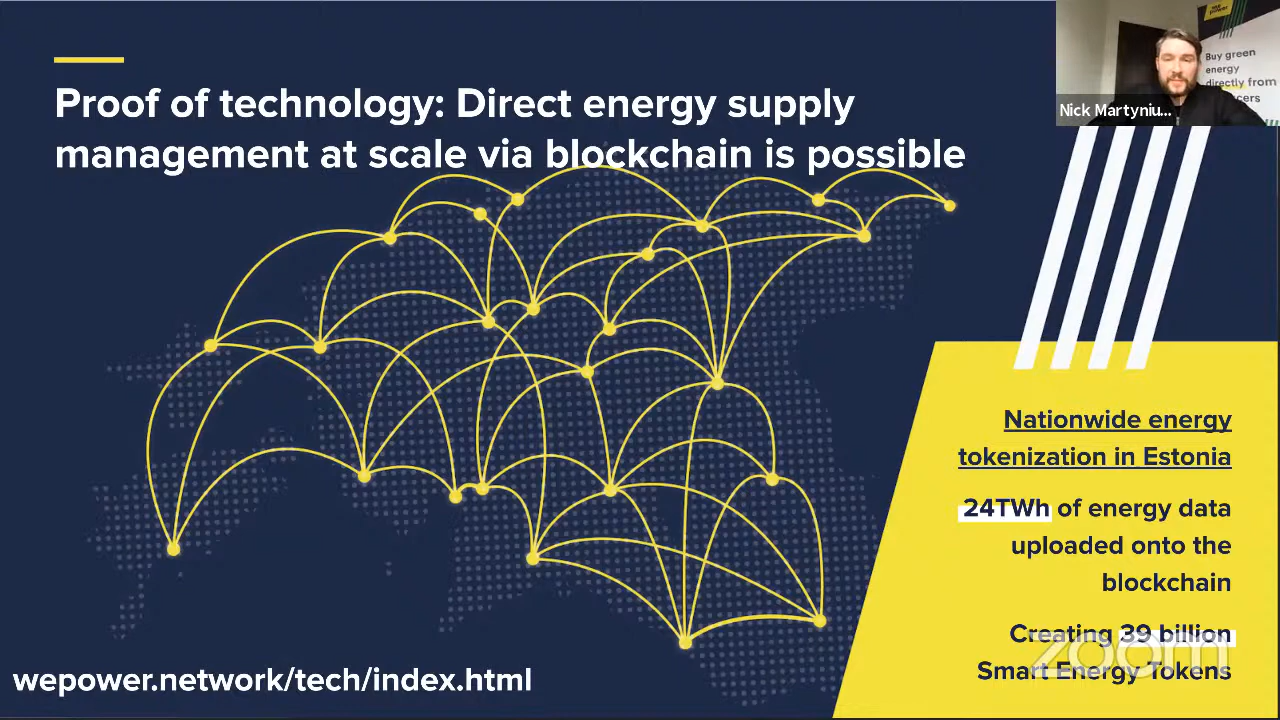 Proof of technology: Direct energy supply
management at scale via blockchain is possible
Buy green
energy
directly from
Nick Martyniu...
Nationwide energy
tokenization in Estonia
24TWh of energy data
uploaded onto the
blockchain
Creating 39 billion
Smart Energy Tokens
zoom
wepower.network/tech/index.html